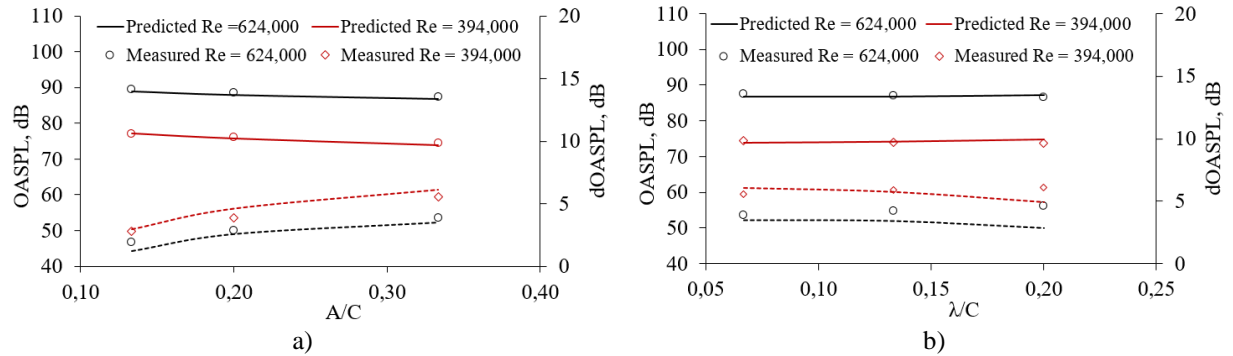 Predicted Re =624,000
Predicted Re = 394,000
Measured Re = 624,000
Measured Re = 394,000
110
100
90
80
70
60
50
40
OASPL, dB
20
15
10
5
0
dOASPL, dB
0,10
0,20
0,30
0,40
A/C
a)
Predicted Re = 624,000
Predicted Re = 394,000
Measured Re = 624,000
Measured Re = 394,000
110
100
90
80
70
60
50
40
OASPL, dB
20
15
10
5
0
dOASPL, dB
0,05
0,10
0,15
0,20
0,25
λ/C
b)